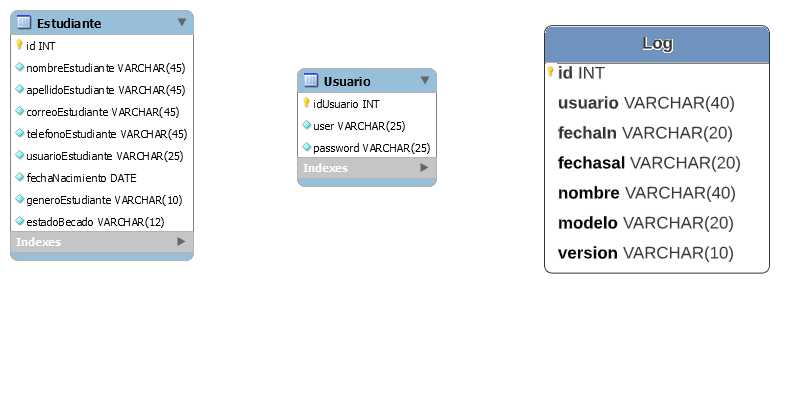 Estudiante
id INT
nombreEstudiante VARCHAR(45)
apellidoEstudiante VARCHAR(45)
correoEstudiante VARCHAR(45)
telefonoEstudiante VARCHAR(45)
usuarioEstudiante VARCHAR(25)
fechaNacimiento DATE
generoEstudiante VARCHAR(10)
estadoBecado VARCHAR(12)
Indexes
Usuario
idUsuario INT
user VARCHAR(25)
password VARCHAR(25)
Indexes
Log
id INT
usuario VARCHAR(40)
fechaIn VARCHAR(20)
fechasal VARCHAR(20)
nombre VARCHAR(40)
modelo VARCHAR(20)
version VARCHAR(10)